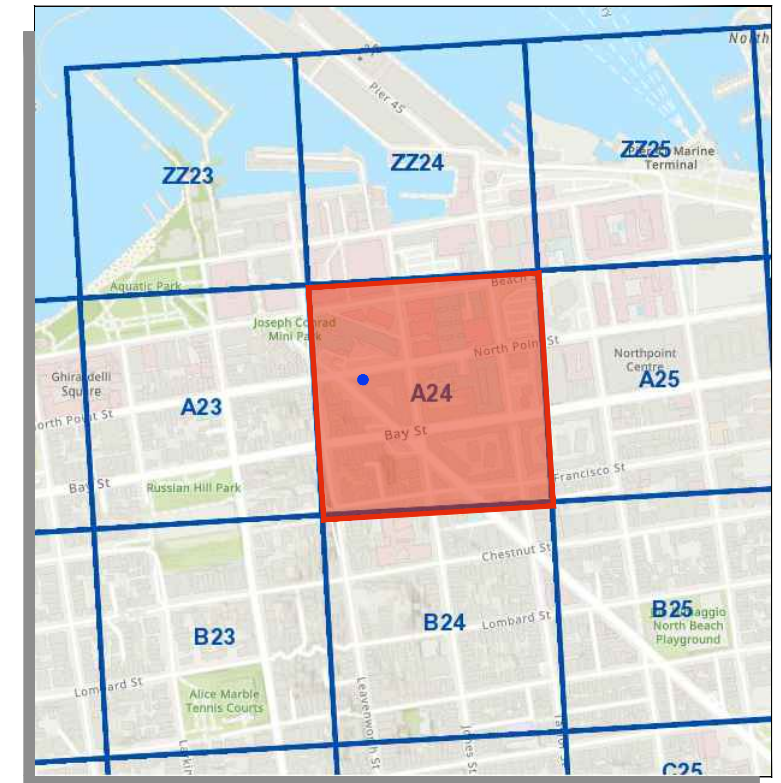 North
Pier 45
ZZ23
ZZ24
ZZ25
Marine
Terminal
Aquatic Park
Beach
Joseph Conrad
Mini Park
North Point St
Northpoint
Centre
Ghirardelli
Square
A23
A24
A25
orth Point St
Bay St
Bay St
Russian Hill Park
Francisco St
Chestnut St
B23
B24
Lombard St
B25
North Beach
Playground
Lombard St
Alice Marble
Tennis Courts
Leavenworth St
Jones St
Larkin
C25